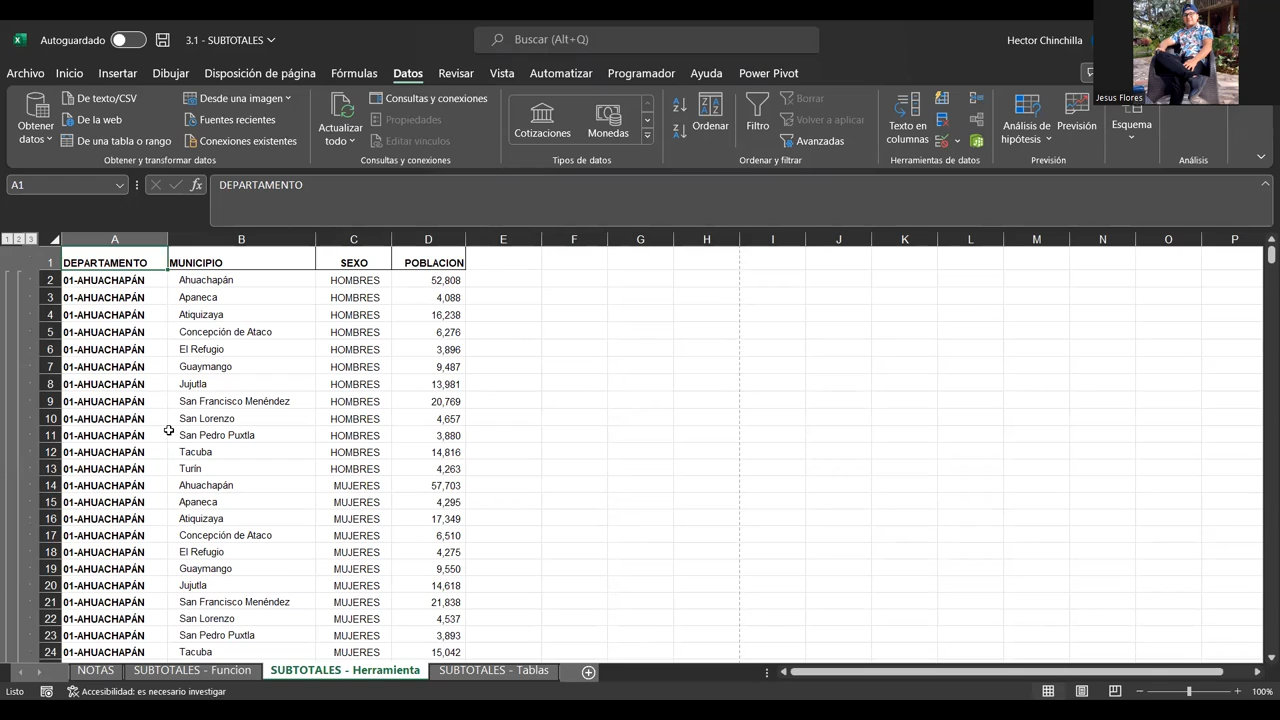 Autoguardado
3.1 - SUBTOTALES
Buscar (Alt+Q)
Hector Chinchilla
Jesus Flores
Archivo Inicio Insertar Dibujar Disposición de página Fórmulas Datos Revisar Vista Automatizar Programador Ayuda Power Pivot
Obtener datos
De texto/CSV
De la web
De una tabla o rango
Desde una imagen
Fuentes recientes
Conexiones existentes
Obtener y transformar datos
Actualizar todo
Consultas y conexiones
Propiedades
Editar vínculos
Consultas y conexiones
Cotizaciones
Monedas
Tipos de datos
Ordenar
Filtro
Borrar
Volver a aplicar
Avanzadas
Ordenar y filtrar
Texto en columnas
Herramientas de datos
Análisis de hipótesis
Previsión
Previsión
Esquema
Análisis
A1
fx
DEPARTAMENTO
1 2 3
A B C D E F G H I J K L M N O P
1 DEPARTAMENTO MUNICIPIO SEXO POBLACION
2 01-AHUACHAPÁN Ahuachapán HOMBRES 52,808
3 01-AHUACHAPÁN Apaneca HOMBRES 4,088
4 01-AHUACHAPÁN Atiquizaya HOMBRES 16,238
5 01-AHUACHAPÁN Concepción de Ataco HOMBRES 6,276
6 01-AHUACHAPÁN El Refugio HOMBRES 3,896
7 01-AHUACHAPÁN Guaymango HOMBRES 9,487
8 01-AHUACHAPÁN Jujutla HOMBRES 13,981
9 01-AHUACHAPÁN San Francisco Menéndez HOMBRES 20,769
10 01-AHUACHAPÁN San Lorenzo HOMBRES 4,657
11 01-AHUACHAPÁN San Pedro Puxtla HOMBRES 3,880
12 01-AHUACHAPÁN Tacuba HOMBRES 14,816
13 01-AHUACHAPÁN Turín HOMBRES 4,263
14 01-AHUACHAPÁN Ahuachapán MUJERES 57,703
15 01-AHUACHAPÁN Apaneca MUJERES 4,295
16 01-AHUACHAPÁN Atiquizaya MUJERES 17,349
17 01-AHUACHAPÁN Concepción de Ataco MUJERES 6,510
18 01-AHUACHAPÁN El Refugio MUJERES 4,275
19 01-AHUACHAPÁN Guaymango MUJERES 9,550
20 01-AHUACHAPÁN Jujutla MUJERES 14,618
21 01-AHUACHAPÁN San Francisco Menéndez MUJERES 21,838
22 01-AHUACHAPÁN San Lorenzo MUJERES 4,537
23 01-AHUACHAPÁN San Pedro Puxtla MUJERES 3,893
24 01-AHUACHAPÁN Tacuba MUJERES 15,042
NOTAS SUBTOTALES - Funcion SUBTOTALES - Herramienta SUBTOTALES - Tablas
Listo Accesibilidad: es necesario investigar 100%